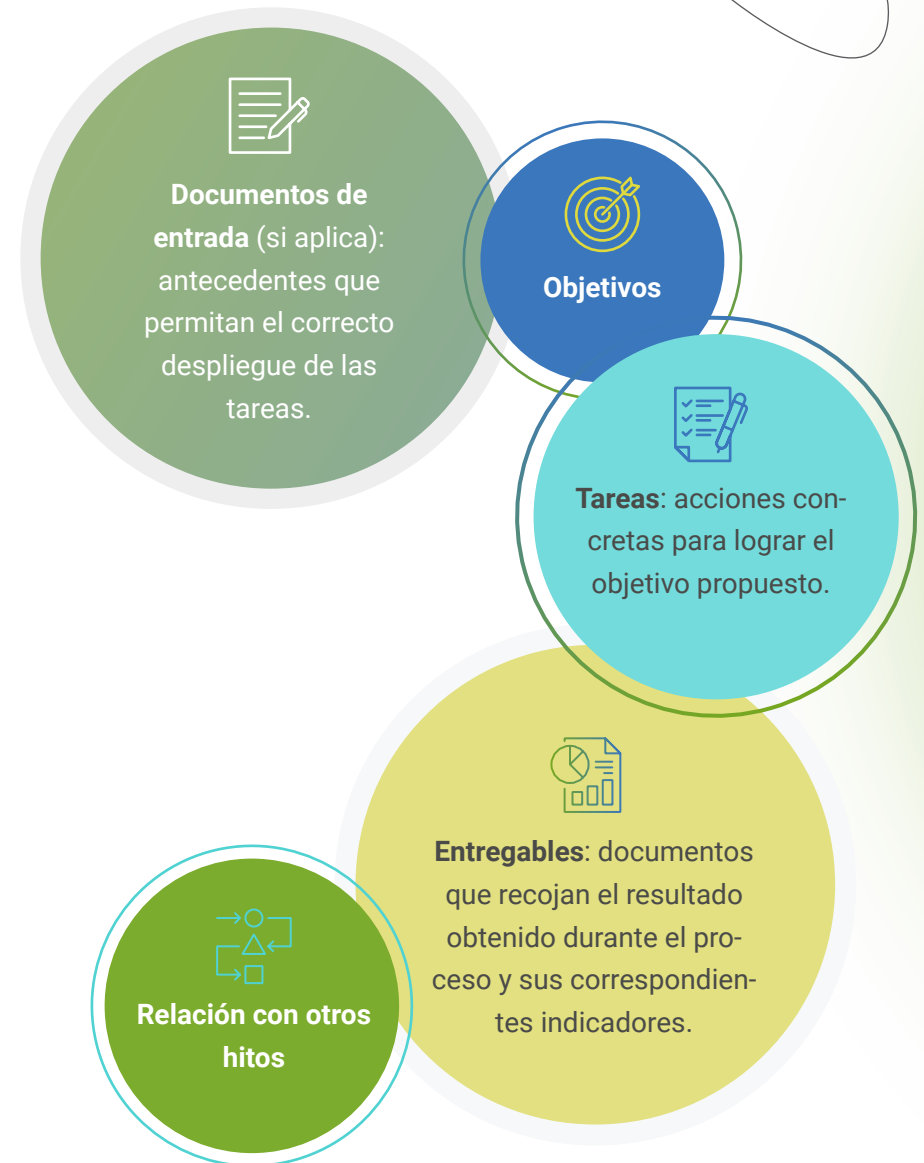 Documentos de
entrada (si aplica):
antecedentes que
permitan el correcto
despliegue de las
tareas.
Objetivos
Tareas: acciones con-
cretas para lograr el
objetivo propuesto.
Entregables: documentos
que recojan el resultado
obtenido durante el pro-
ceso y sus correspondien-
tes indicadores.
Relación con otros
hitos